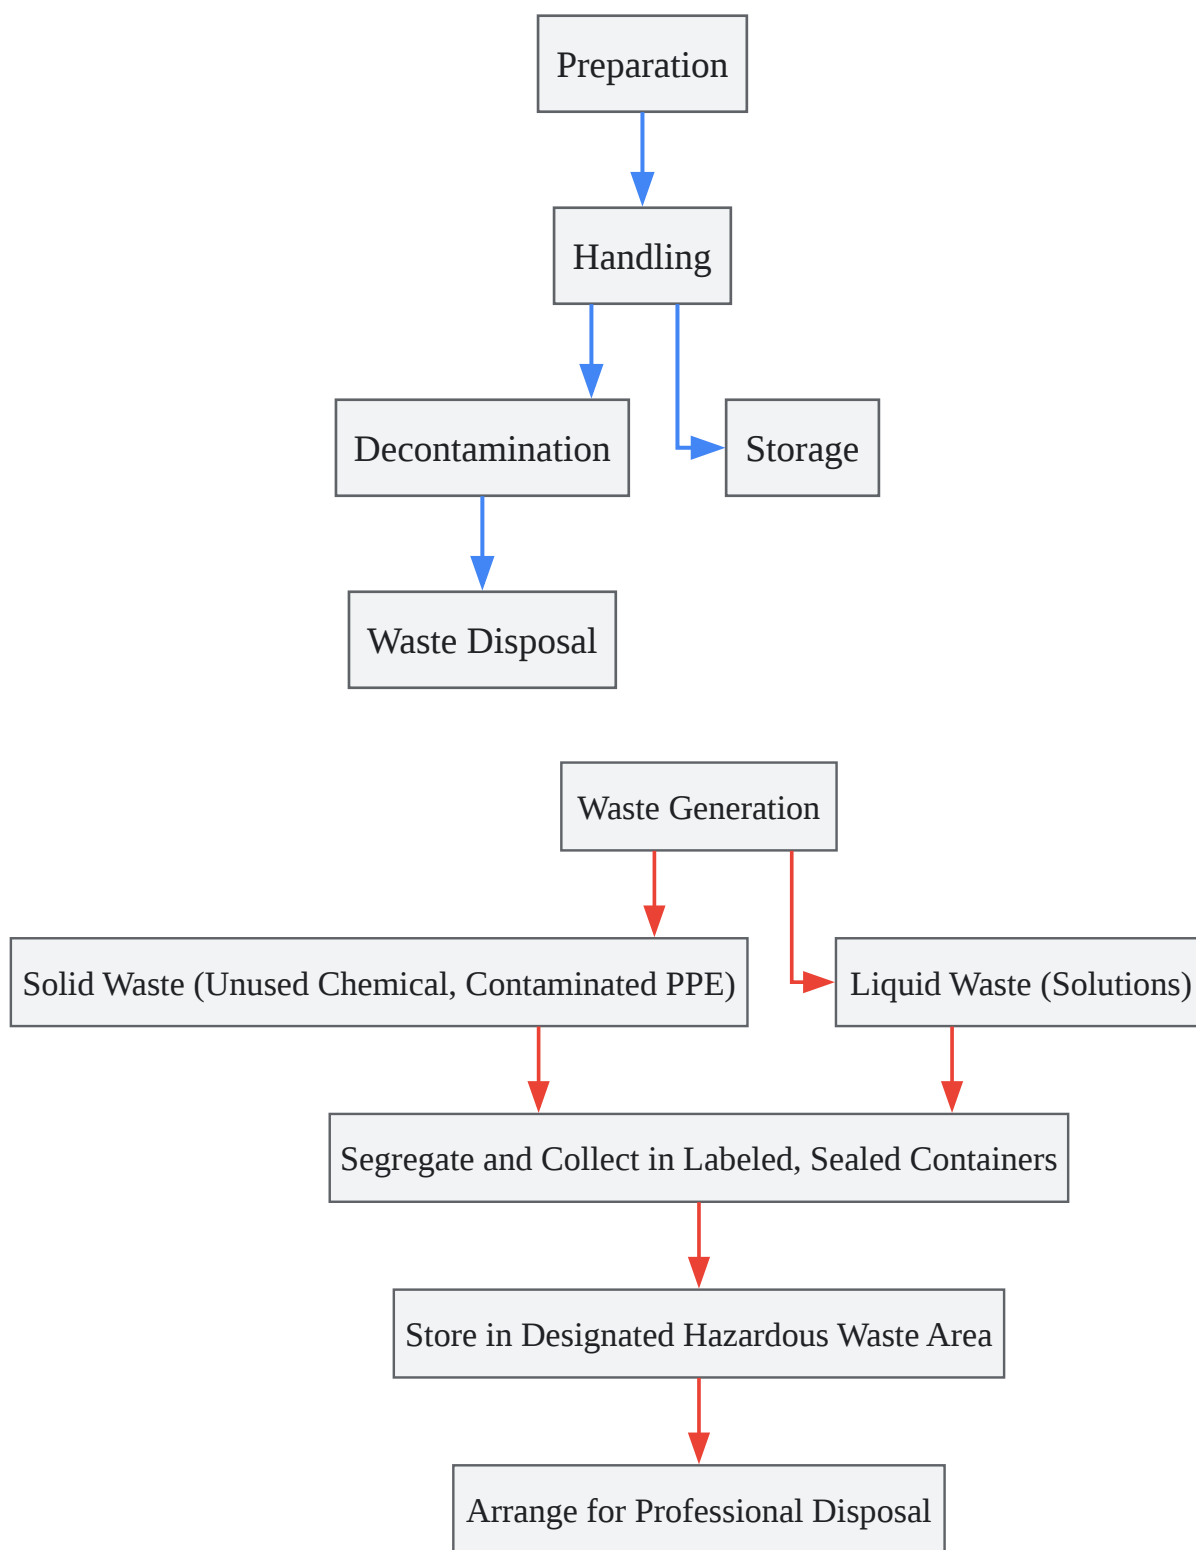 Preparation
Handling
Decontamination
Storage
Waste Disposal
Waste Generation
Solid Waste (Unused Chemical, Contaminated PPE)
Liquid Waste (Solutions)
Segregate and Collect in Labeled, Sealed Containers
Store in Designated Hazardous Waste Area
Arrange for Professional Disposal